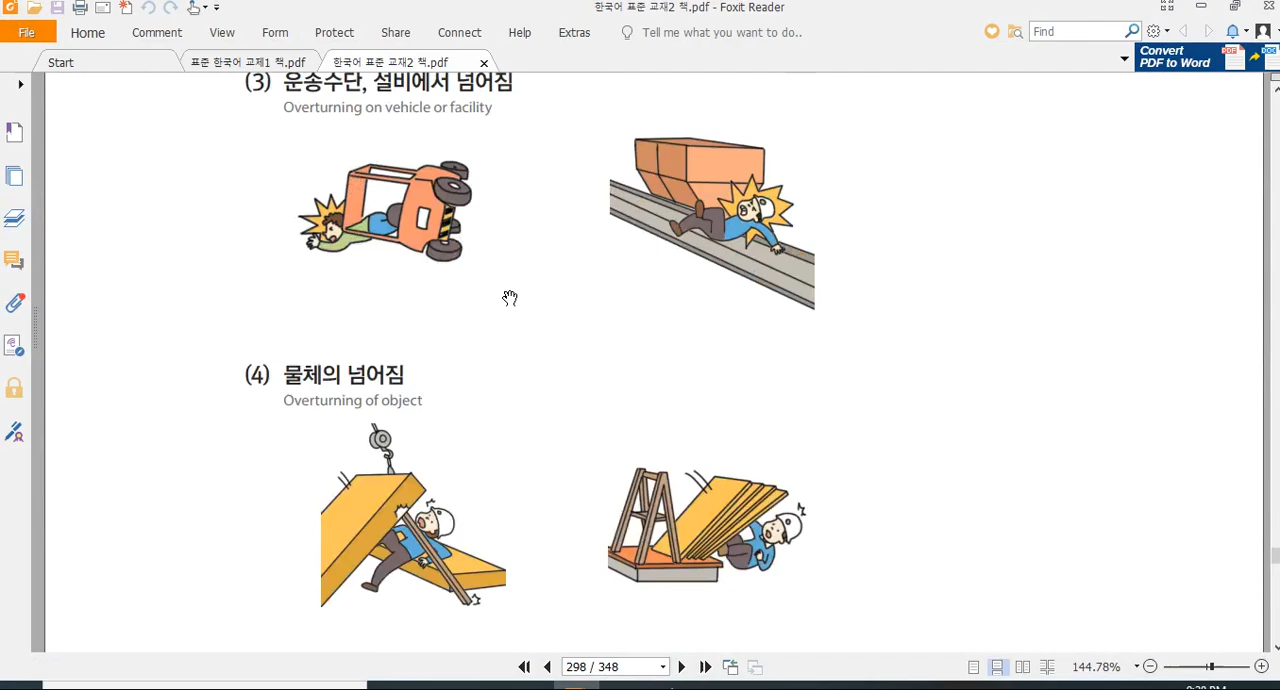 한국어 표준 교재2 책.pdf - Foxit Reader
File Home Comment View Form Protect Share Connect Help Extras Tell me what you want to do.. Find
Start 표준 한국어 교제1 책.pdf 한국어 표준 교재2 책.pdf
Convert
PDF to Word
(3) 운송수단, 설비에서 넘어짐
Overturning on vehicle or facility
(4) 물체의 넘어짐
Overturning of object
298 / 348 144.78%